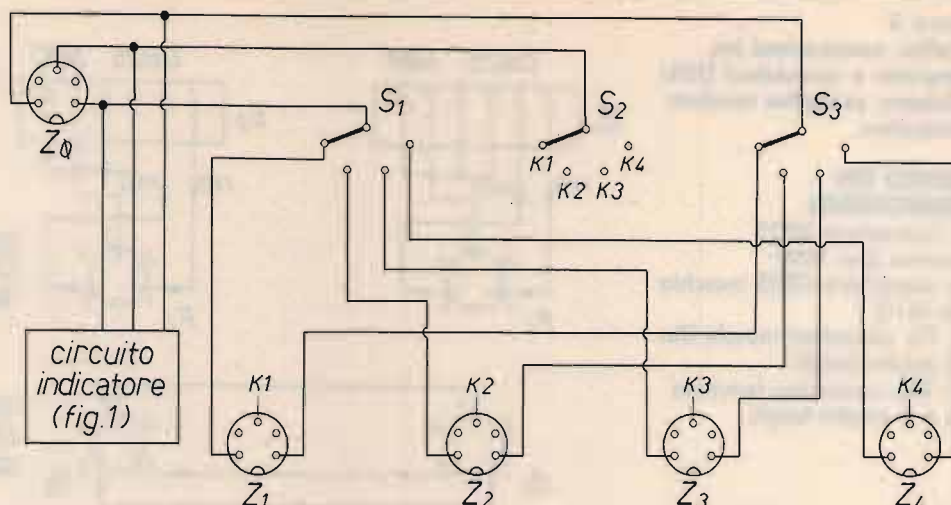 ZØ
S1
S2
S3
K1
K2
K3
K4
circuito
indicatore
(fig.1)
K1
K2
K3
K4
Z1
Z2
Z3
Z4